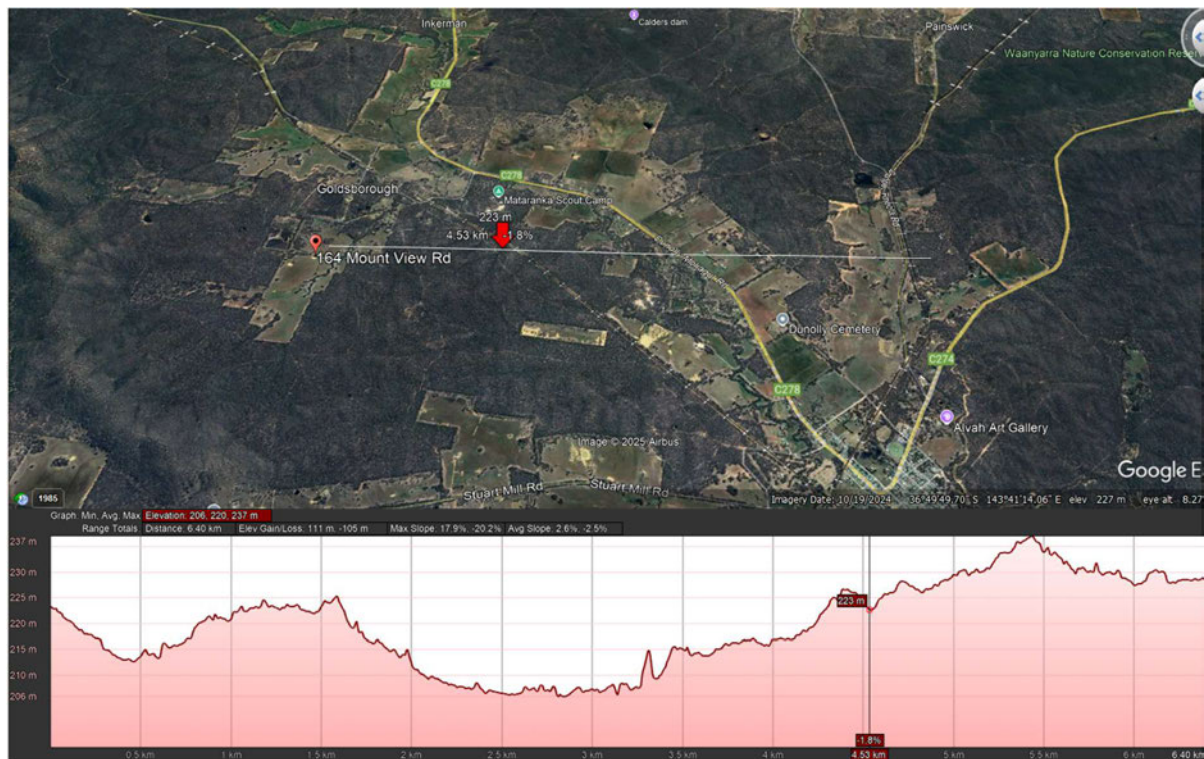 Inkerman
Calders dam
Painswick
Waanyarra Nature Conservation Reser
C278
C278
Goldsborough
Mataranka Scout Camp
223 m
4.53 km -1.8%
164 Mount View Rd
Dunolly Cemetery
C274
C278
Alvah Art Gallery
Image © 2025 Airbus
Google E
Stuart Mill Rd
Stuart Mill Rd
1985
Imagery Date: 10/19/2024 36°49'49.70" S 143°41'14.06" E elev 227 m eye alt 8.27
Graph: Min, Avg, Max Elevation: 206, 220, 237 m
Range Totals: Distance: 6.40 km Elev Gain/Loss: 111 m, -105 m Max Slope: 17.9%, -20.2% Avg Slope: 2.6%, -2.5%
237 m
230 m
225 m
223 m
220 m
215 m
210 m
206 m
-1.8%
0.5 km 1 km 1.5 km 2 km 2.5 km 3 km 3.5 km 4 km 4.53 km 5 km 5.5 km 6 km 6.40 km